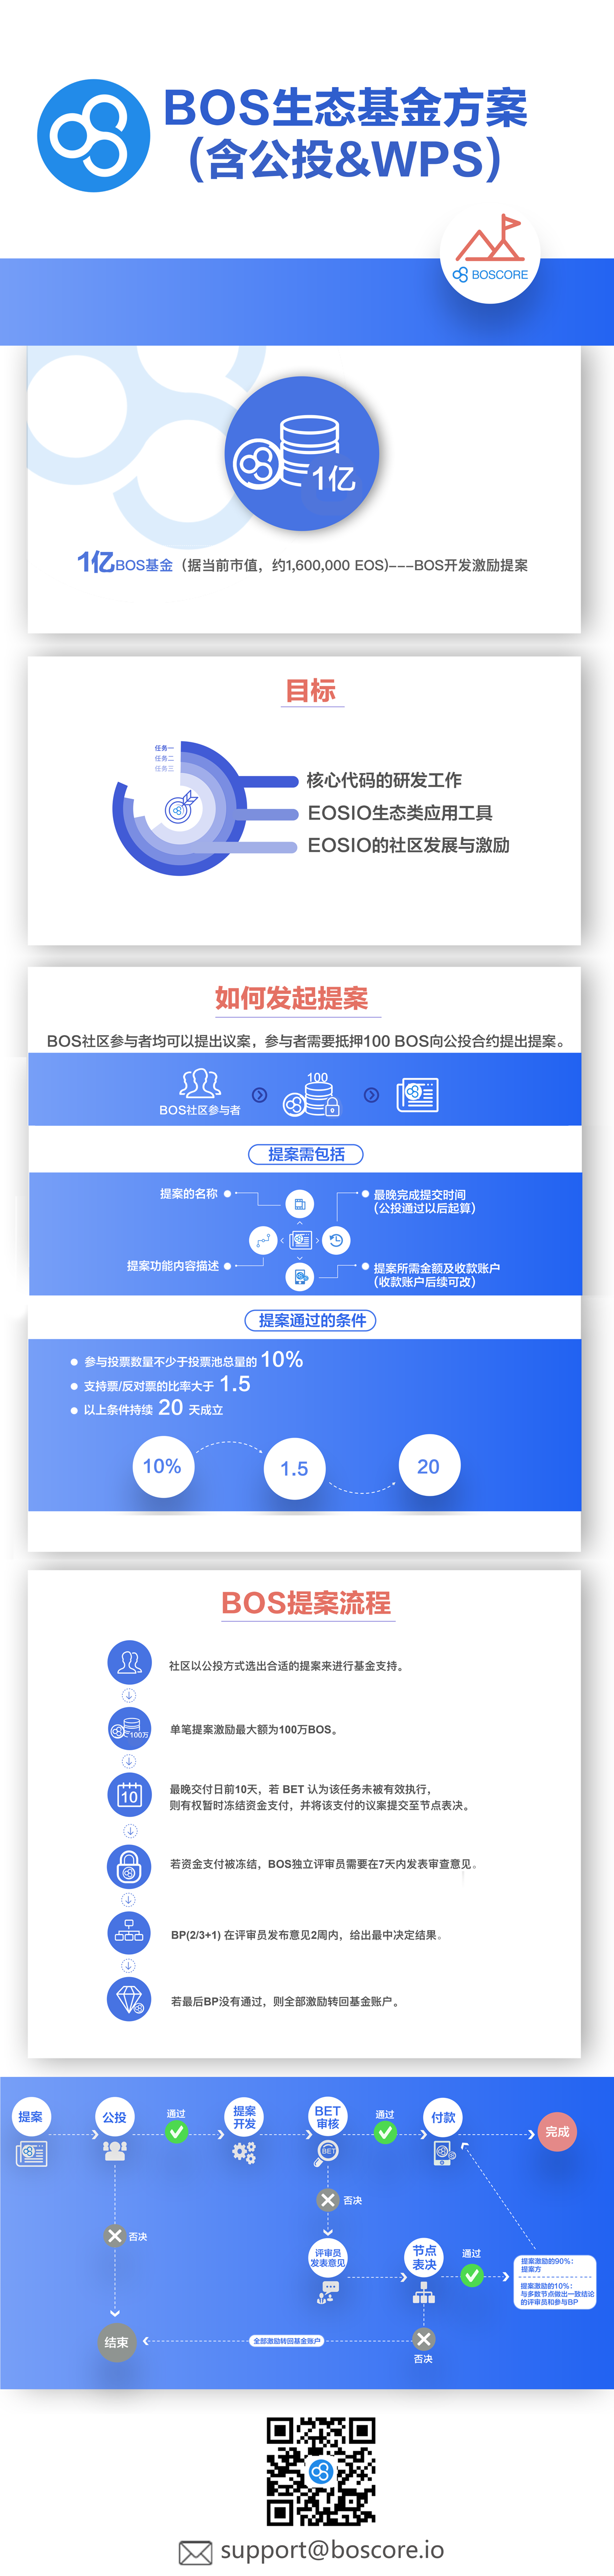 BOS生态基金方案
(含公投&WPS)
BOSCORE
1亿
1亿BOS基金（据当前市值，约1,600,000 EOS)---BOS开发激励提案
目标
任务一
任务二
任务三
核心代码的研发工作
EOSIO生态类应用工具
EOSIO的社区发展与激励
如何发起提案
BOS社区参与者均可以提出议案，参与者需要抵押100 BOS向公投合约提出提案。
100
BOS社区参与者
提案需包括
提案的名称
最晚完成提交时间
(公投通过以后起算)
提案功能内容描述
提案所需金额及收款账户
(收款账户后续可改)
提案通过的条件
参与投票数量不少于投票池总量的 10%
支持票/反对票的比率大于 1.5
以上条件持续 20 天成立
10%
1.5
20
BOS提案流程
社区以公投方式选出合适的提案来进行基金支持。
100万
单笔提案激励最大额为100万BOS。
10
最晚交付日前10天，若 BET 认为该任务未被有效执行，
则有权暂时冻结资金支付，并将该支付的议案提交至节点表决。
若资金支付被冻结，BOS独立评审员需要在7天内发表审查意见。
BP(2/3+1) 在评审员发布意见2周内，给出最中决定结果。
若最后BP没有通过，则全部激励转回基金账户。
提案
公投
通过
提案
开发
BET
审核
通过
付款
完成
BET
否决
否决
评审员
发表意见
节点
表决
通过
提案激励的90%：
提案方
提案激励的10%：
与多数节点做出一致结论
的评审员和参与BP
结束
全部激励转回基金账户
否决
support@boscore.io